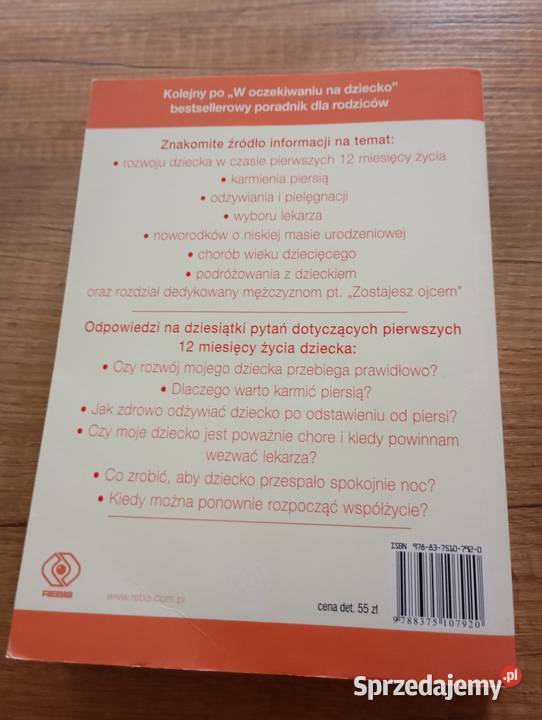 Kolejny po „W oczekiwaniu na dziecko”
bestsellerowy poradnik dla rodziców
Znakomite źródło informacji na temat:
• rozwoju dziecka w czasie pierwszych 12 miesięcy życia
• karmienia piersią
• odżywiania i pielęgnacji
• wyboru lekarza
• noworodków o niskiej masie urodzeniowej
• chorób wieku dziecięcego
• podróżowania z dzieckiem
oraz rozdział dedykowany mężczyznom pt. „Zostajesz ojcem”
Odpowiedzi na dziesiątki pytań dotyczących pierwszych
12 miesięcy życia dziecka:
• Czy rozwój mojego dziecka przebiega prawidłowo?
• Dlaczego warto karmić piersią?
• Jak zdrowo odżywiać dziecko po odstawieniu od piersi?
• Czy moje dziecko jest poważnie chore i kiedy powinnam
wezwać lekarza?
• Co zrobić, aby dziecko przespało spokojnie noc?
• Kiedy można ponownie rozpocząć współżycie?
ISBN 978-83-7510-792-0
REBIS
www.rebis.com.pl
cena det. 55 zł
9788375107920
Sprzedajemy.pl